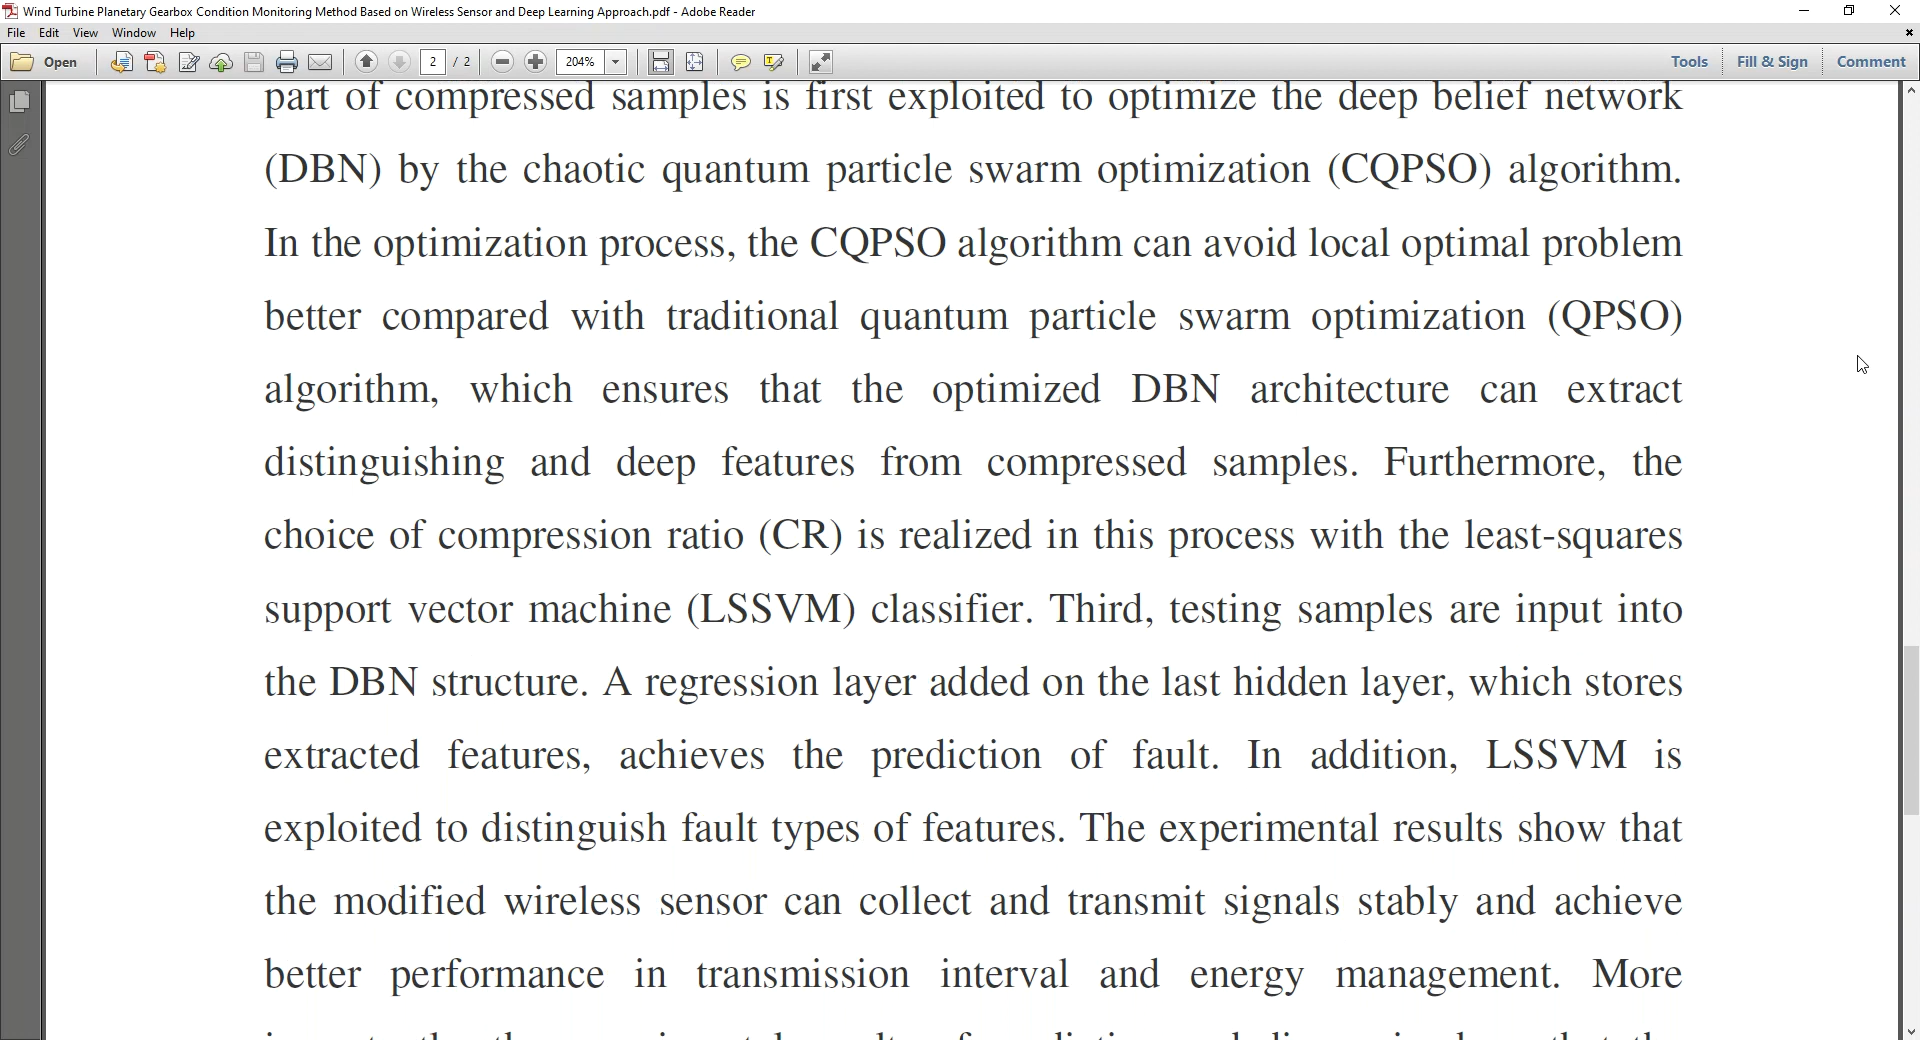 Wind Turbine Planetary Gearbox Condition Monitoring Method Based on Wireless Sensor and Deep Learning Approach.pdf - Adobe Reader
File Edit View Window Help
Open 2 / 2 204% Tools Fill & Sign Comment
part of compressed samples is first exploited to optimize the deep belief network
(DBN) by the chaotic quantum particle swarm optimization (CQPSO) algorithm.
In the optimization process, the CQPSO algorithm can avoid local optimal problem
better compared with traditional quantum particle swarm optimization (QPSO)
algorithm, which ensures that the optimized DBN architecture can extract
distinguishing and deep features from compressed samples. Furthermore, the
choice of compression ratio (CR) is realized in this process with the least-squares
support vector machine (LSSVM) classifier. Third, testing samples are input into
the DBN structure. A regression layer added on the last hidden layer, which stores
extracted features, achieves the prediction of fault. In addition, LSSVM is
exploited to distinguish fault types of features. The experimental results show that
the modified wireless sensor can collect and transmit signals stably and achieve
better performance in transmission interval and energy management. More